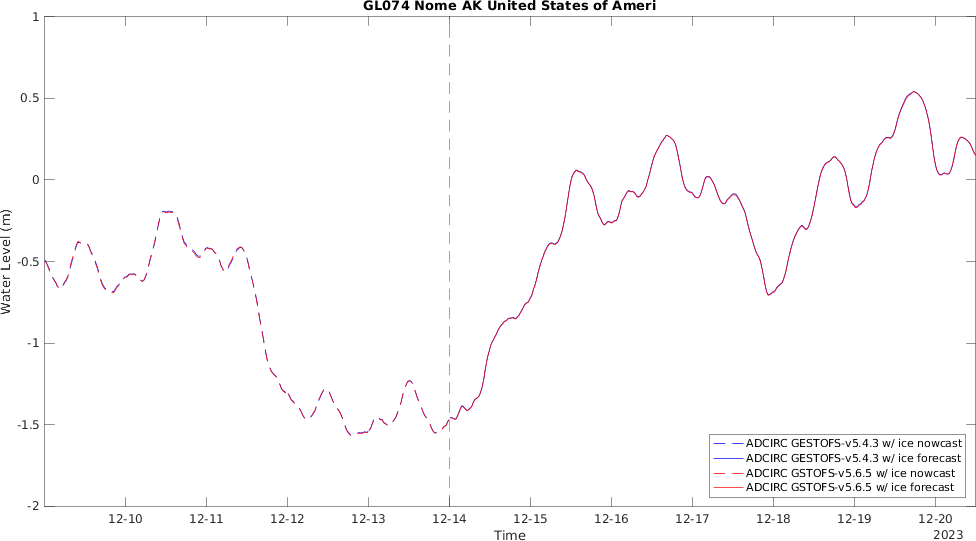 GL074 Nome AK United States of Ameri
1
0.5
0
-0.5
-1
-1.5
-2
Water Level (m)
ADCIRC GESTOFS-v5.4.3 w/ ice nowcast
ADCIRC GESTOFS-v5.4.3 w/ ice forecast
ADCIRC GSTOFS-v5.6.5 w/ ice nowcast
ADCIRC GSTOFS-v5.6.5 w/ ice forecast
12-10 12-11 12-12 12-13 12-14 12-15 12-16 12-17 12-18 12-19 12-20
Time
2023